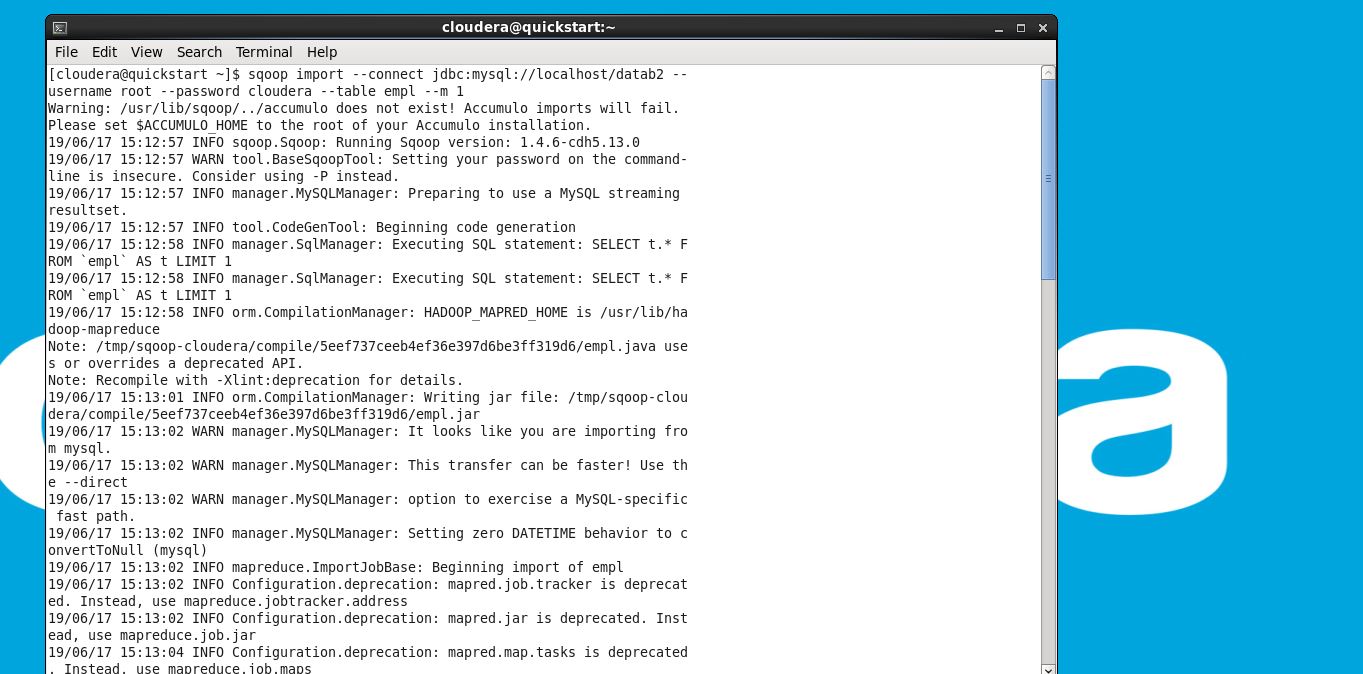 cloudera@quickstart:~
File Edit View Search Terminal Help
[cloudera@quickstart ~]$ sqoop import --connect jdbc:mysql://localhost/datab2 --
username root --password cloudera --table empl --m 1
Warning: /usr/lib/sqoop/../accumulo does not exist! Accumulo imports will fail.
Please set $ACCUMULO_HOME to the root of your Accumulo installation.
19/06/17 15:12:57 INFO sqoop.Sqoop: Running Sqoop version: 1.4.6-cdh5.13.0
19/06/17 15:12:57 WARN tool.BaseSqoopTool: Setting your password on the command-
line is insecure. Consider using -P instead.
19/06/17 15:12:57 INFO manager.MySQLManager: Preparing to use a MySQL streaming
resultset.
19/06/17 15:12:57 INFO tool.CodeGenTool: Beginning code generation
19/06/17 15:12:58 INFO manager.SqlManager: Executing SQL statement: SELECT t.* F
ROM `empl` AS t LIMIT 1
19/06/17 15:12:58 INFO manager.SqlManager: Executing SQL statement: SELECT t.* F
ROM `empl` AS t LIMIT 1
19/06/17 15:12:58 INFO orm.CompilationManager: HADOOP_MAPRED_HOME is /usr/lib/ha
doop-mapreduce
Note: /tmp/sqoop-cloudera/compile/5eef737ceeb4ef36e397d6be3ff319d6/empl.java use
s or overrides a deprecated API.
Note: Recompile with -Xlint:deprecation for details.
19/06/17 15:13:01 INFO orm.CompilationManager: Writing jar file: /tmp/sqoop-clou
dera/compile/5eef737ceeb4ef36e397d6be3ff319d6/empl.jar
19/06/17 15:13:02 WARN manager.MySQLManager: It looks like you are importing fro
m mysql.
19/06/17 15:13:02 WARN manager.MySQLManager: This transfer can be faster! Use th
e --direct
19/06/17 15:13:02 WARN manager.MySQLManager: option to exercise a MySQL-specific
 fast path.
19/06/17 15:13:02 INFO manager.MySQLManager: Setting zero DATETIME behavior to c
onvertToNull (mysql)
19/06/17 15:13:02 INFO mapreduce.ImportJobBase: Beginning import of empl
19/06/17 15:13:02 INFO Configuration.deprecation: mapred.job.tracker is deprecat
ed. Instead, use mapreduce.jobtracker.address
19/06/17 15:13:02 INFO Configuration.deprecation: mapred.jar is deprecated. Inst
ead, use mapreduce.job.jar
19/06/17 15:13:04 INFO Configuration.deprecation: mapred.map.tasks is deprecated
. Instead, use mapreduce.job.maps
a